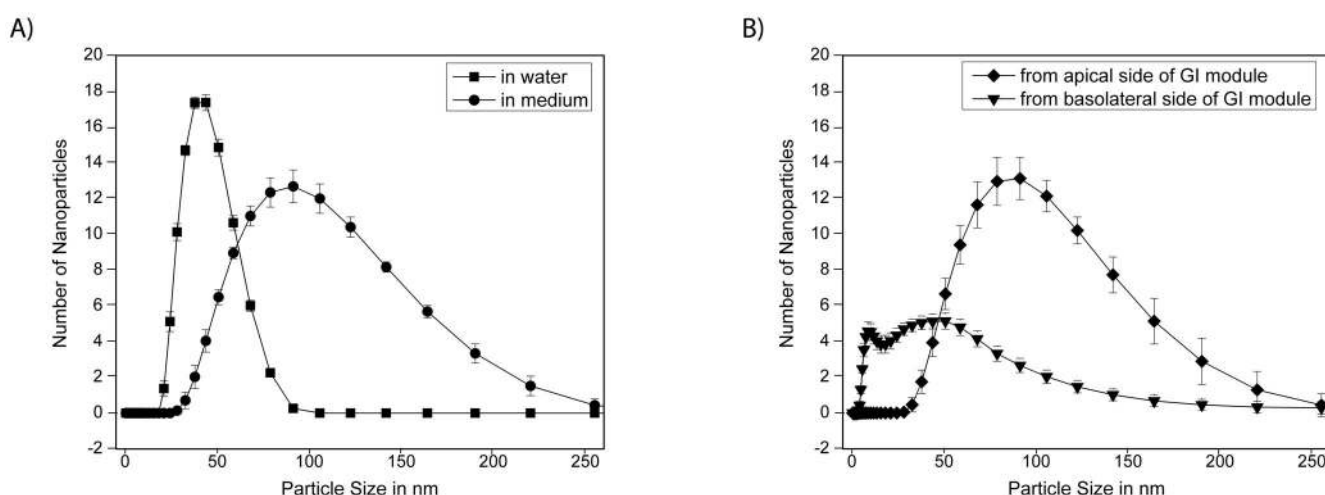 A)
20
18
16
14
12
10
8
6
4
2
0
-2
Number of Nanoparticles
in water
in medium
0 50 100 150 200 250
Particle Size in nm
B)
20
18
16
14
12
10
8
6
4
2
0
-2
Number of Nanoparticles
from apical side of GI module
from basolateral side of GI module
0 50 100 150 200 250
Particle Size in nm